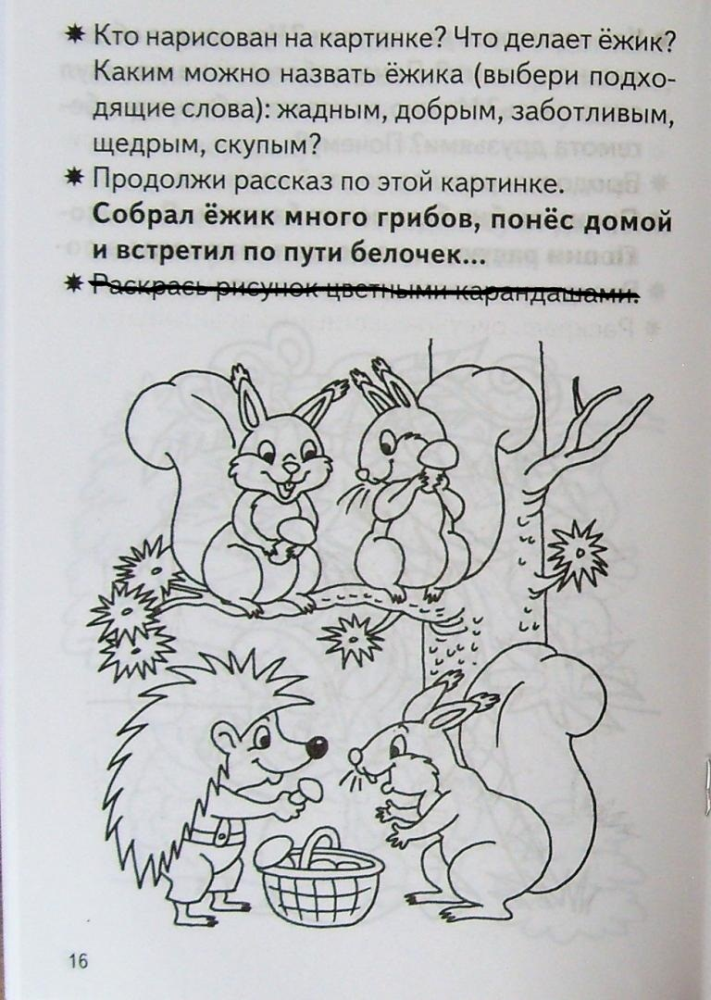 ✷ Кто нарисован на картинке? Что делает ёжик?
Каким можно назвать ёжика (выбери подхо-
дящие слова): жадным, добрым, заботливым,
щедрым, скупым?
✷ Продолжи рассказ по этой картинке.
Собрал ёжик много грибов, понёс домой
и встретил по пути белочек...
✷ Раскрась рисунок цветными карандашами.
16